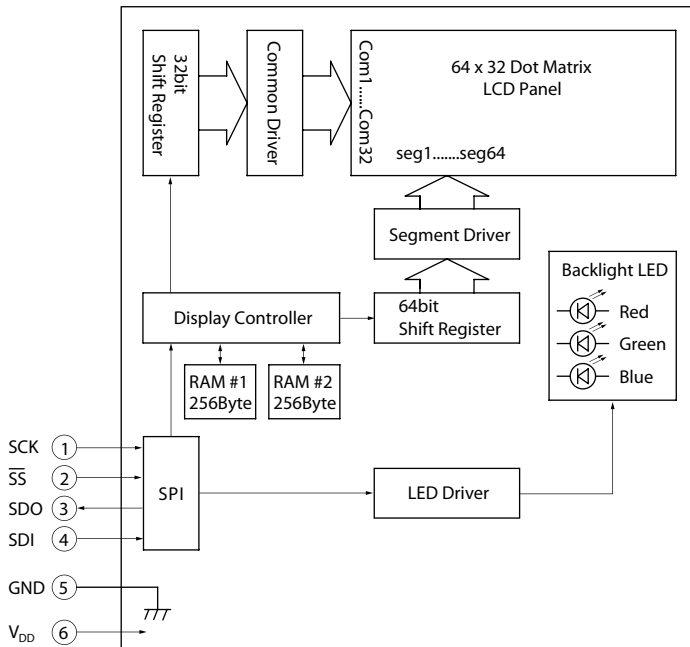 32bit
Shift Register
Common Driver
Com1......Com32
64 x 32 Dot Matrix
LCD Panel
seg1.......seg64
Segment Driver
Backlight LED
Red
Green
Blue
Display Controller
64bit
Shift Register
RAM #1
256Byte
RAM #2
256Byte
SCK 1
SS 2
SDO 3
SDI 4
SPI
LED Driver
GND 5
VDD 6